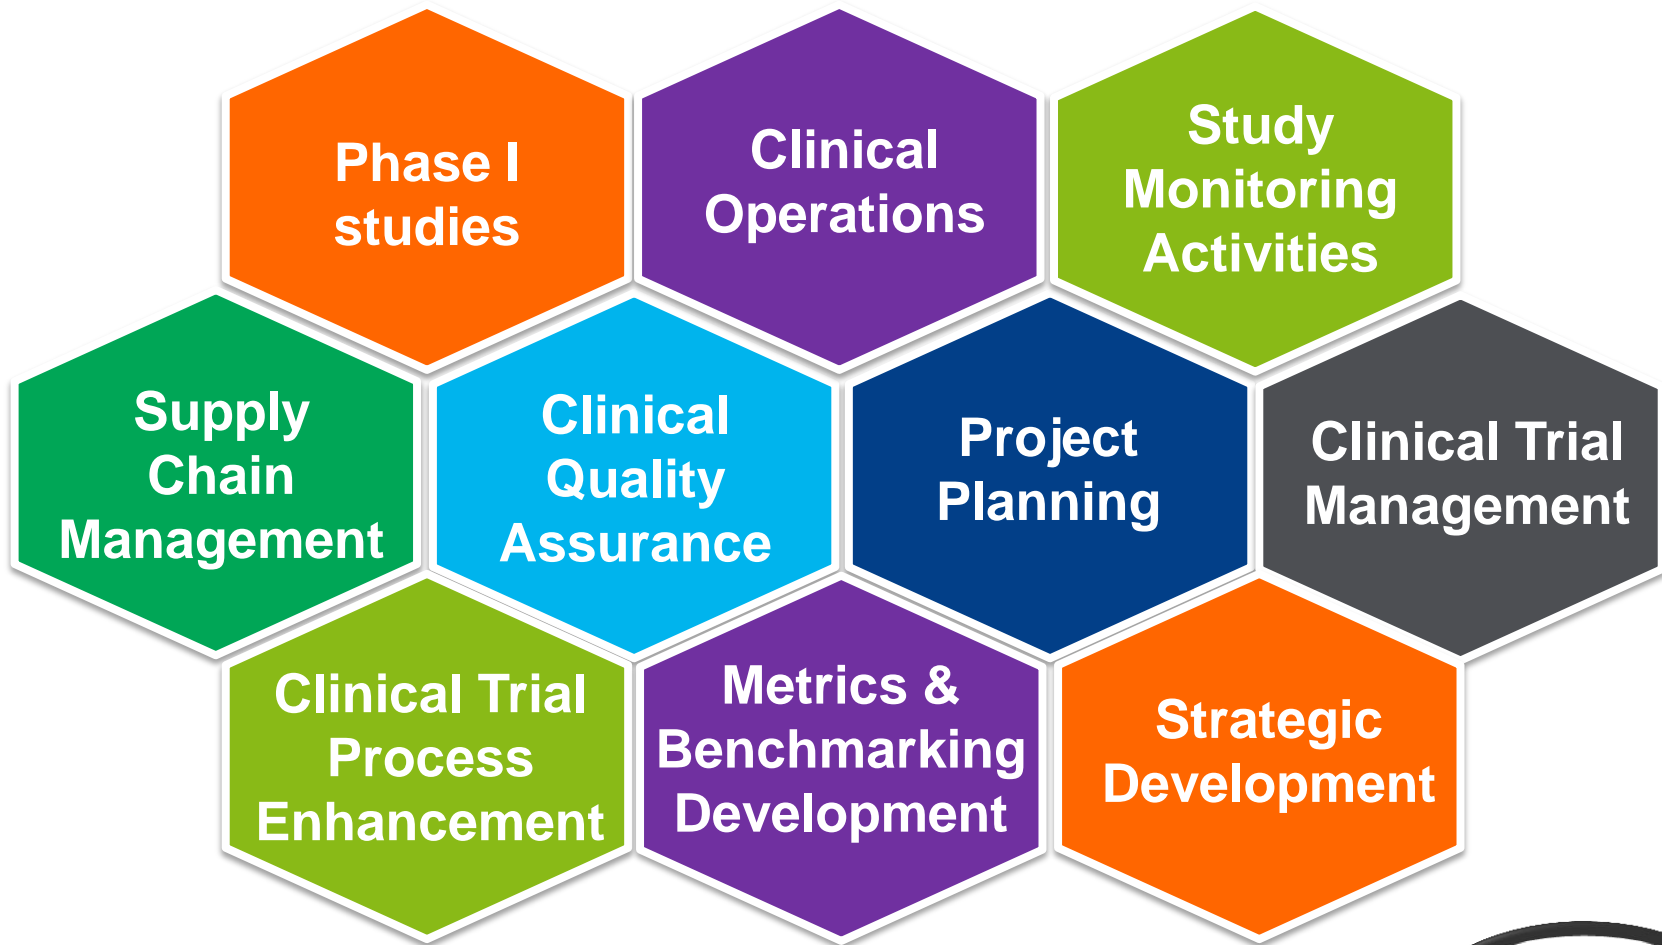 Phase I
studies
Clinical
Operations
Study
Monitoring
Activities
Supply
Chain
Management
Clinical
Quality
Assurance
Project
Planning
Clinical Trial
Management
Clinical Trial
Process
Enhancement
Metrics &
Benchmarking
Development
Strategic
Development